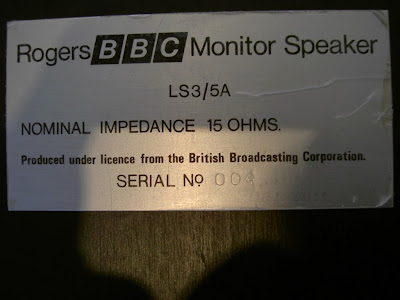 Rogers BBC Monitor Speaker
LS3/5A
NOMINAL IMPEDANCE 15 OHMS.
Produced under licence from the British Broadcasting Corporation.
SERIAL No